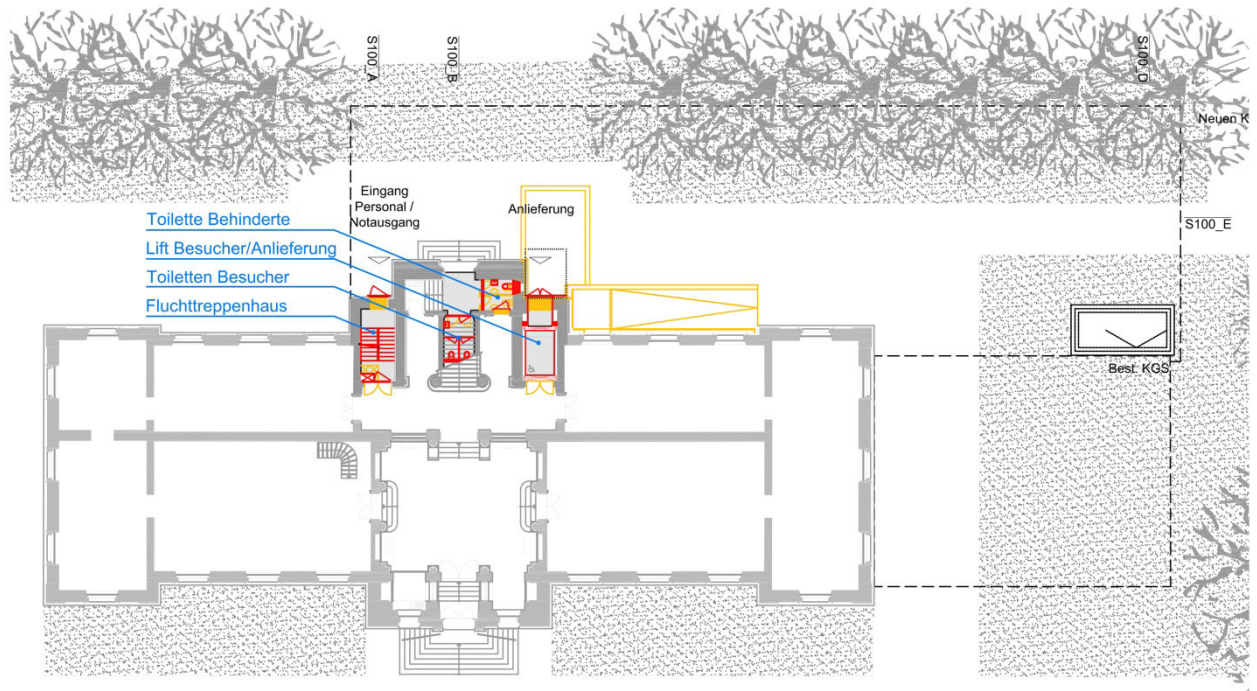 S100_A
S100_B
S100_D
Neuen K
Eingang
Personal /
Notausgang
Anlieferung
Toilette Behinderte
Lift Besucher/Anlieferung
Toiletten Besucher
Fluchttreppenhaus
S100_E
Best. KGS